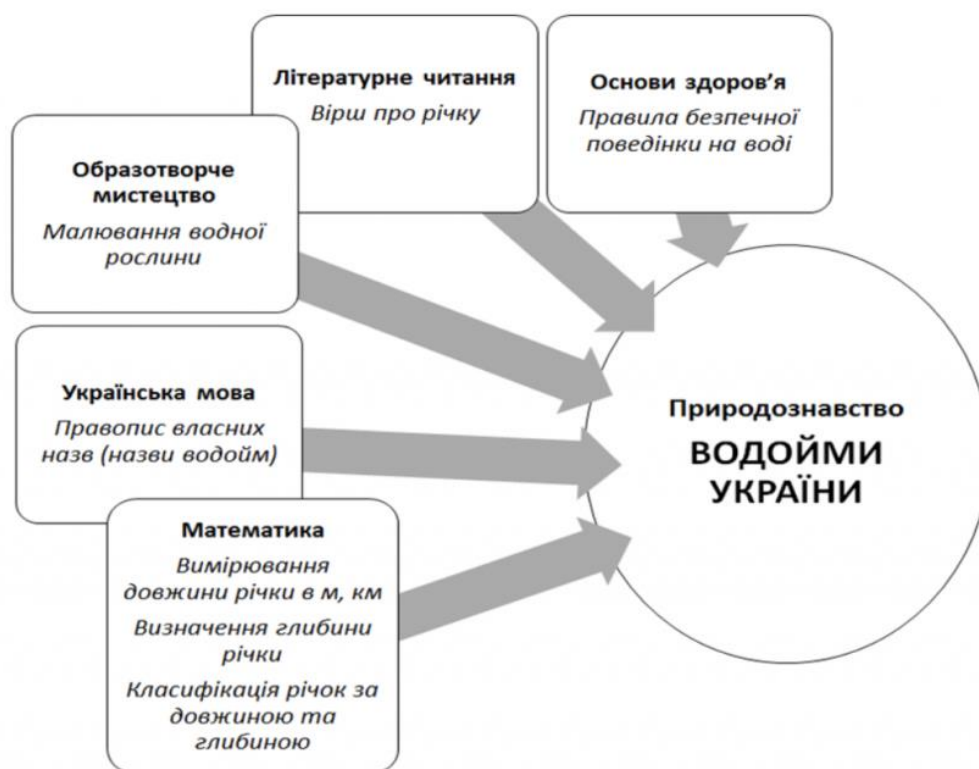 Літературне читання
Вірш про річку
Основи здоров’я
Правила безпечної
поведінки на воді
Образотворче
мистецтво
Малювання водної
рослини
Українська мова
Правопис власних
назв (назви водойм)
Математика
Вимірювання
довжини річки в м, км
Визначення глибини
річки
Класифікація річок за
довжиною та
глибиною
Природознавство
ВОДОЙМИ
УКРАЇНИ